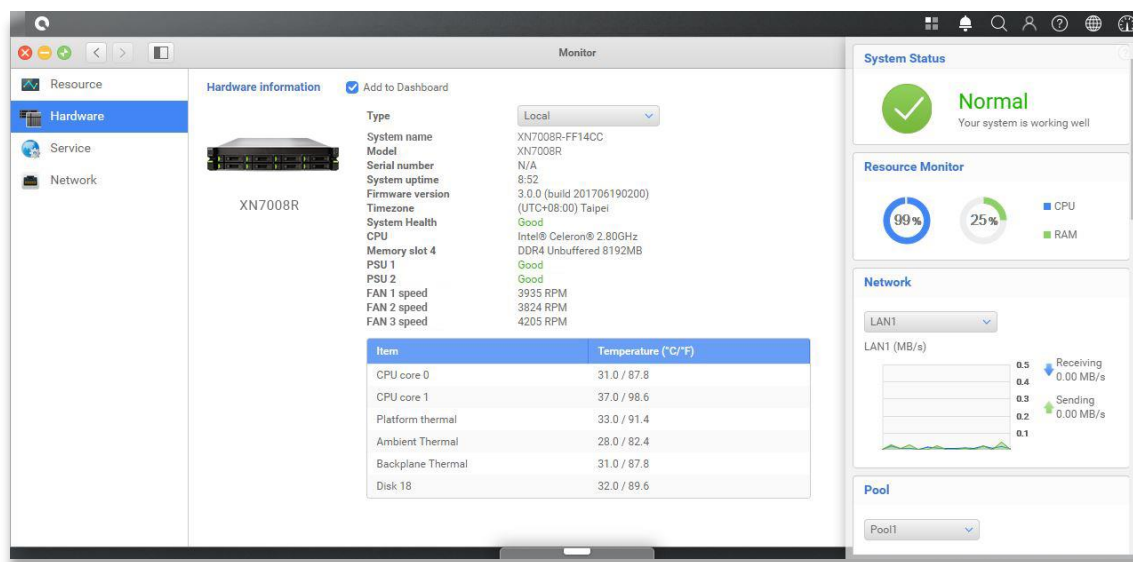 Monitor
Resource
Hardware
Service
Network
Hardware information
Add to Dashboard
XN7008R
Type Local
System name XN7008R-FF14CC
Model XN7008R
Serial number N/A
System uptime 8:52
Firmware version 3.0.0 (build 201706190200)
Timezone (UTC+08:00) Taipei
System Health Good
CPU Intel® Celeron® 2.80GHz
Memory slot 4 DDR4 Unbuffered 8192MB
PSU 1 Good
PSU 2 Good
FAN 1 speed 3935 RPM
FAN 2 speed 3824 RPM
FAN 3 speed 4205 RPM
Item Temperature (°C/°F)
CPU core 0 31.0 / 87.8
CPU core 1 37.0 / 98.6
Platform thermal 33.0 / 91.4
Ambient Thermal 28.0 / 82.4
Backplane Thermal 31.0 / 87.8
Disk 18 32.0 / 89.6
System Status
Normal
Your system is working well
Resource Monitor
99%
25%
CPU
RAM
Network
LAN1
LAN1 (MB/s)
0.5
0.4
0.3
0.2
0.1
Receiving
0.00 MB/s
Sending
0.00 MB/s
Pool
Pool1